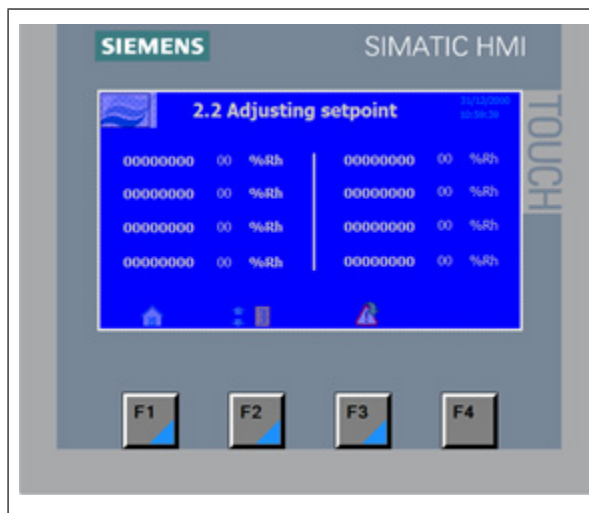 SIEMENS SIMATIC HMI
TOUCH
2.2 Adjusting setpoint 31/12/2000
10:59:39
00000000 00 %Rh 00000000 00 %Rh
00000000 00 %Rh 00000000 00 %Rh
00000000 00 %Rh 00000000 00 %Rh
00000000 00 %Rh 00000000 00 %Rh
F1 F2 F3 F4